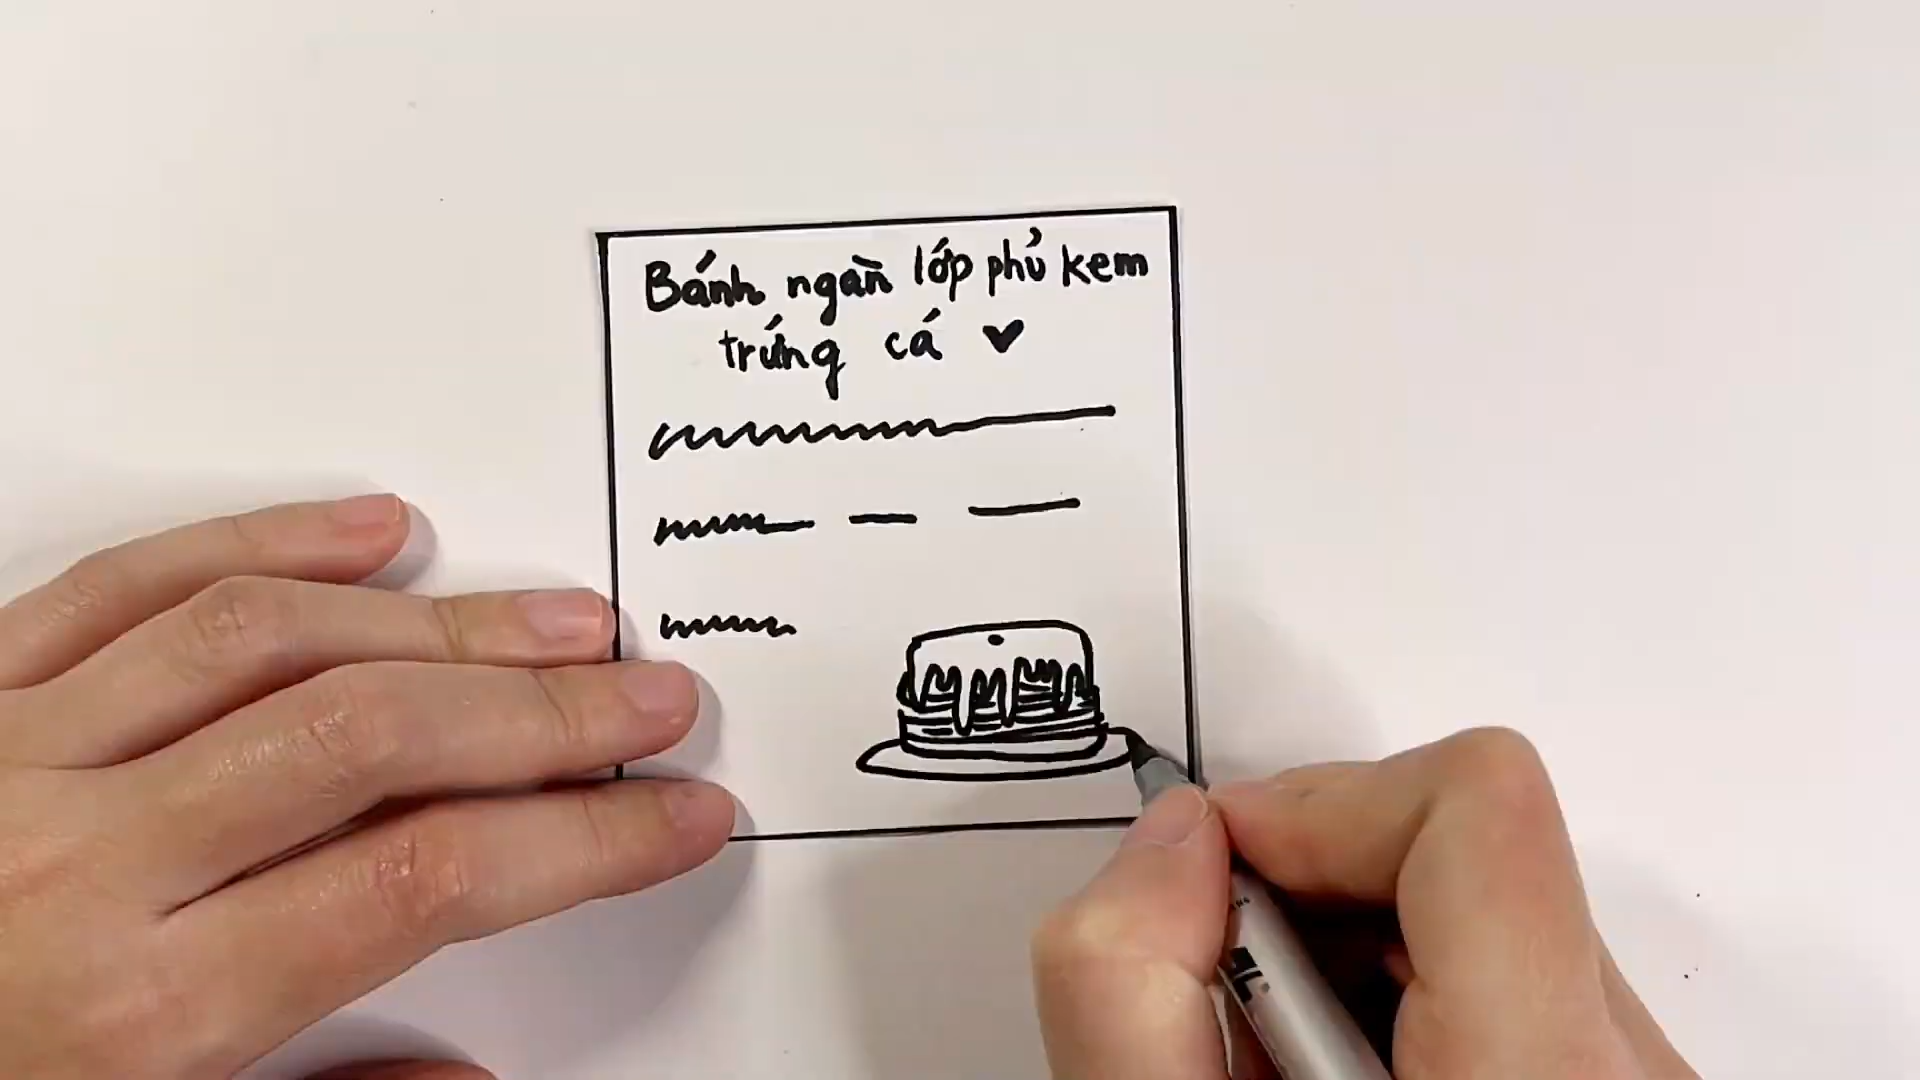 Bánh ngàn lớp phủ kem
trứng cá ♥